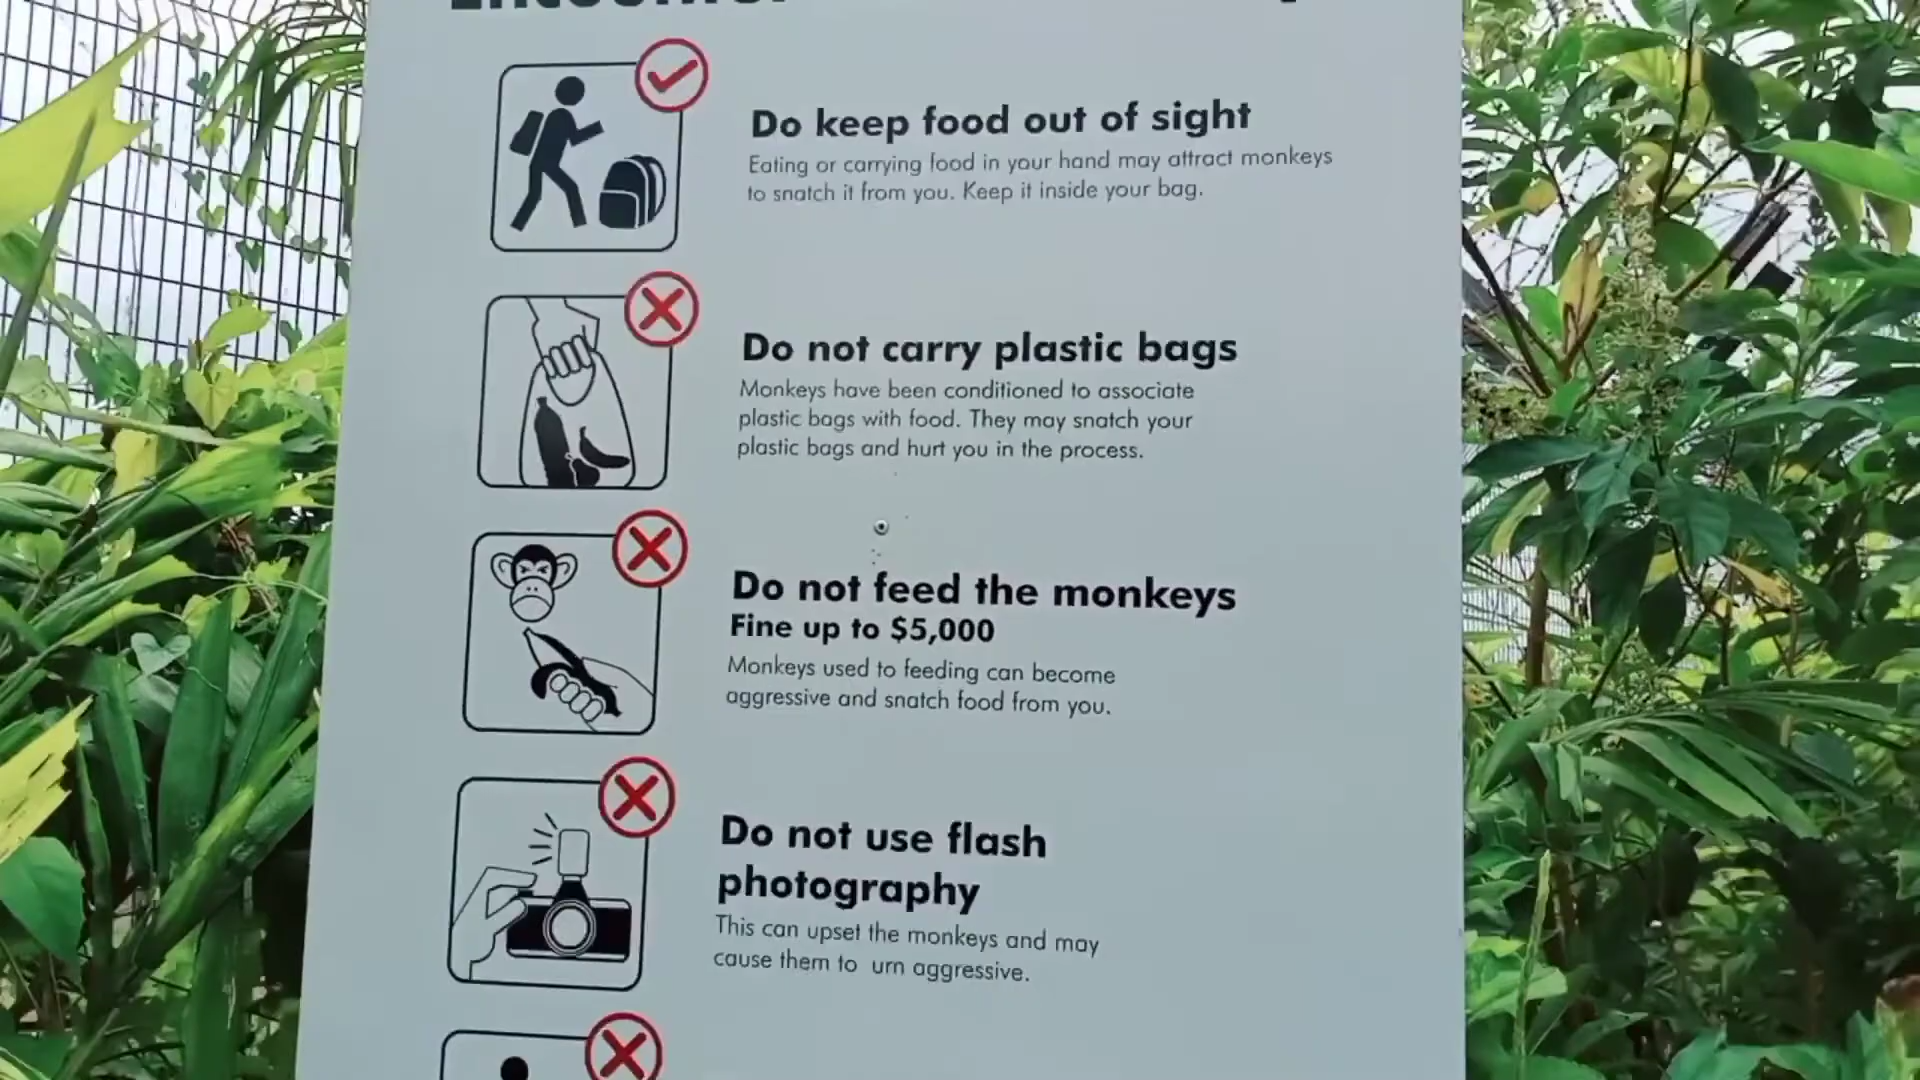 Do keep food out of sight
Eating or carrying food in your hand may attract monkeys
to snatch it from you. Keep it inside your bag.
Do not carry plastic bags
Monkeys have been conditioned to associate
plastic bags with food. They may snatch your
plastic bags and hurt you in the process.
Do not feed the monkeys
Fine up to $5,000
Monkeys used to feeding can become
aggressive and snatch food from you.
Do not use flash
photography
This can upset the monkeys and may
cause them to urn aggressive.